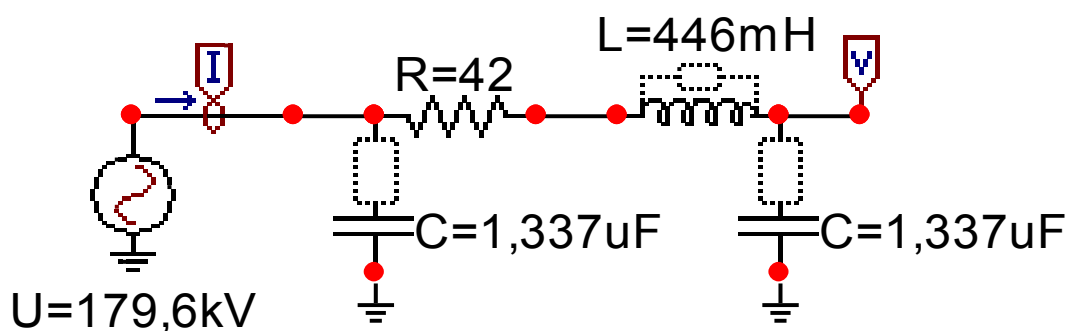 L=446mH
I
V
R=42
C=1,337uF
C=1,337uF
U=179,6kV